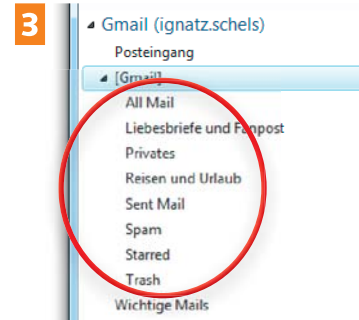 3
Gmail (ignatz.schels)
Posteingang
[Gmail]
All Mail
Liebesbriefe und Fanpost
Privates
Reisen und Urlaub
Sent Mail
Spam
Starred
Trash
Wichtige Mails